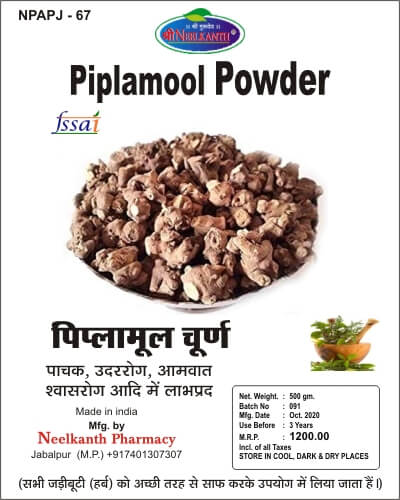 NPAPJ - 67
॥ श्री गुरूदेव ॥
श्री NEELKANTH®
Piplamool Powder
fssai
पिप्लामूल चूर्ण
पाचक, उदररोग, आमवात
श्वासरोग आदि में लाभप्रद
Made in india
Mfg. by
Neelkanth Pharmacy
Jabalpur (M.P.) +917401307307
Net. Weight. : 500 gm.
Batch No : 091
Mfg. Date : Oct. 2020
Use Before : 3 Years
M.R.P. : 1200.00
Incl. of all Taxes
STORE IN COOL, DARK & DRY PLACES
(सभी जड़ीबूटी (हर्ब) को अच्छी तरह से साफ करके उपयोग में लिया जाता हैं।)